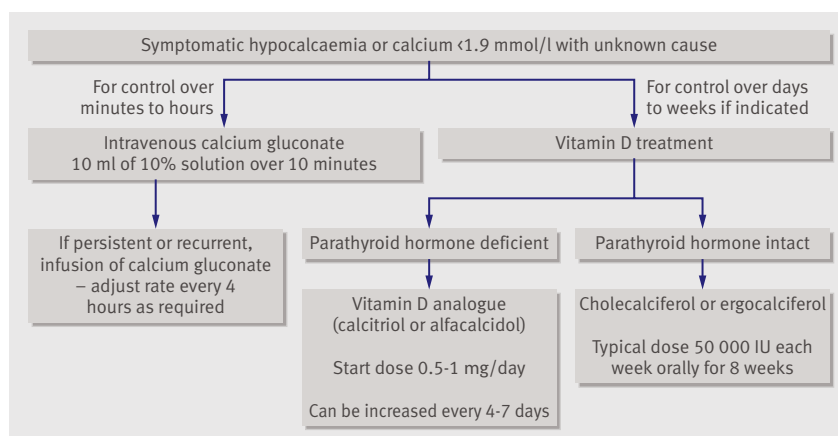 Symptomatic hypocalcaemia or calcium <1.9 mmol/l with unknown cause
For control over
minutes to hours
For control over days
to weeks if indicated
Intravenous calcium gluconate
10 ml of 10% solution over 10 minutes
Vitamin D treatment
If persistent or recurrent,
infusion of calcium gluconate
– adjust rate every 4
hours as required
Parathyroid hormone deficient
Parathyroid hormone intact
Vitamin D analogue
(calcitriol or alfacalcidol)
Start dose 0.5-1 mg/day
Can be increased every 4-7 days
Cholecalciferol or ergocalciferol
Typical dose 50 000 IU each
week orally for 8 weeks